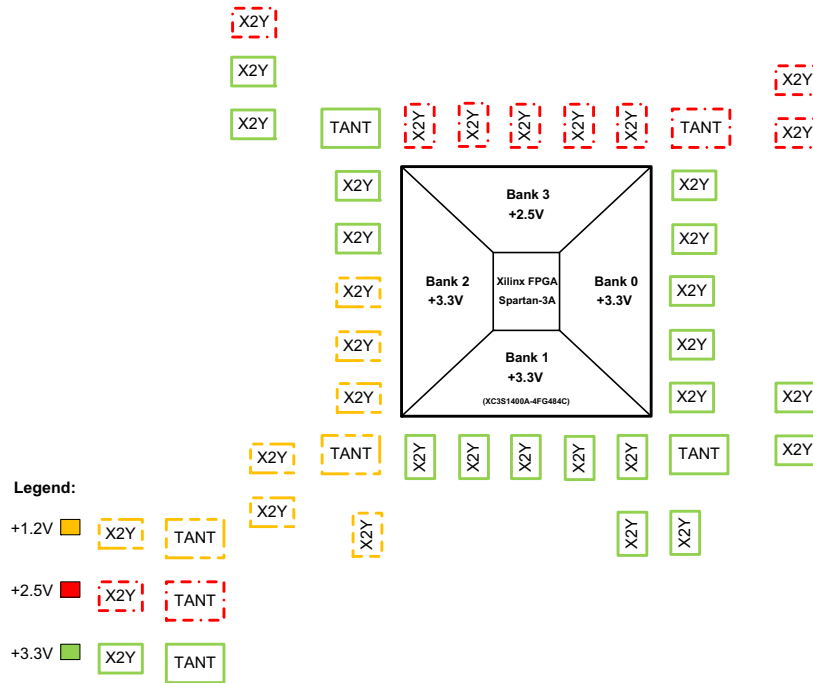 X2Y
X2Y
X2Y
X2Y
X2Y
TANT
X2Y
X2Y
X2Y
X2Y
X2Y
TANT
X2Y
X2Y
X2Y
X2Y
X2Y
X2Y
X2Y
X2Y
X2Y
X2Y
X2Y
Bank 3
+2.5V
Bank 2
+3.3V
Xilinx FPGA
Spartan-3A
Bank 0
+3.3V
Bank 1
+3.3V
(XC3S1400A-4FG484C)
X2Y
X2Y
X2Y
TANT
X2Y
X2Y
X2Y
X2Y
X2Y
TANT
X2Y
X2Y
X2Y
X2Y
X2Y
Legend:
+1.2V
X2Y
TANT
+2.5V
X2Y
TANT
+3.3V
X2Y
TANT